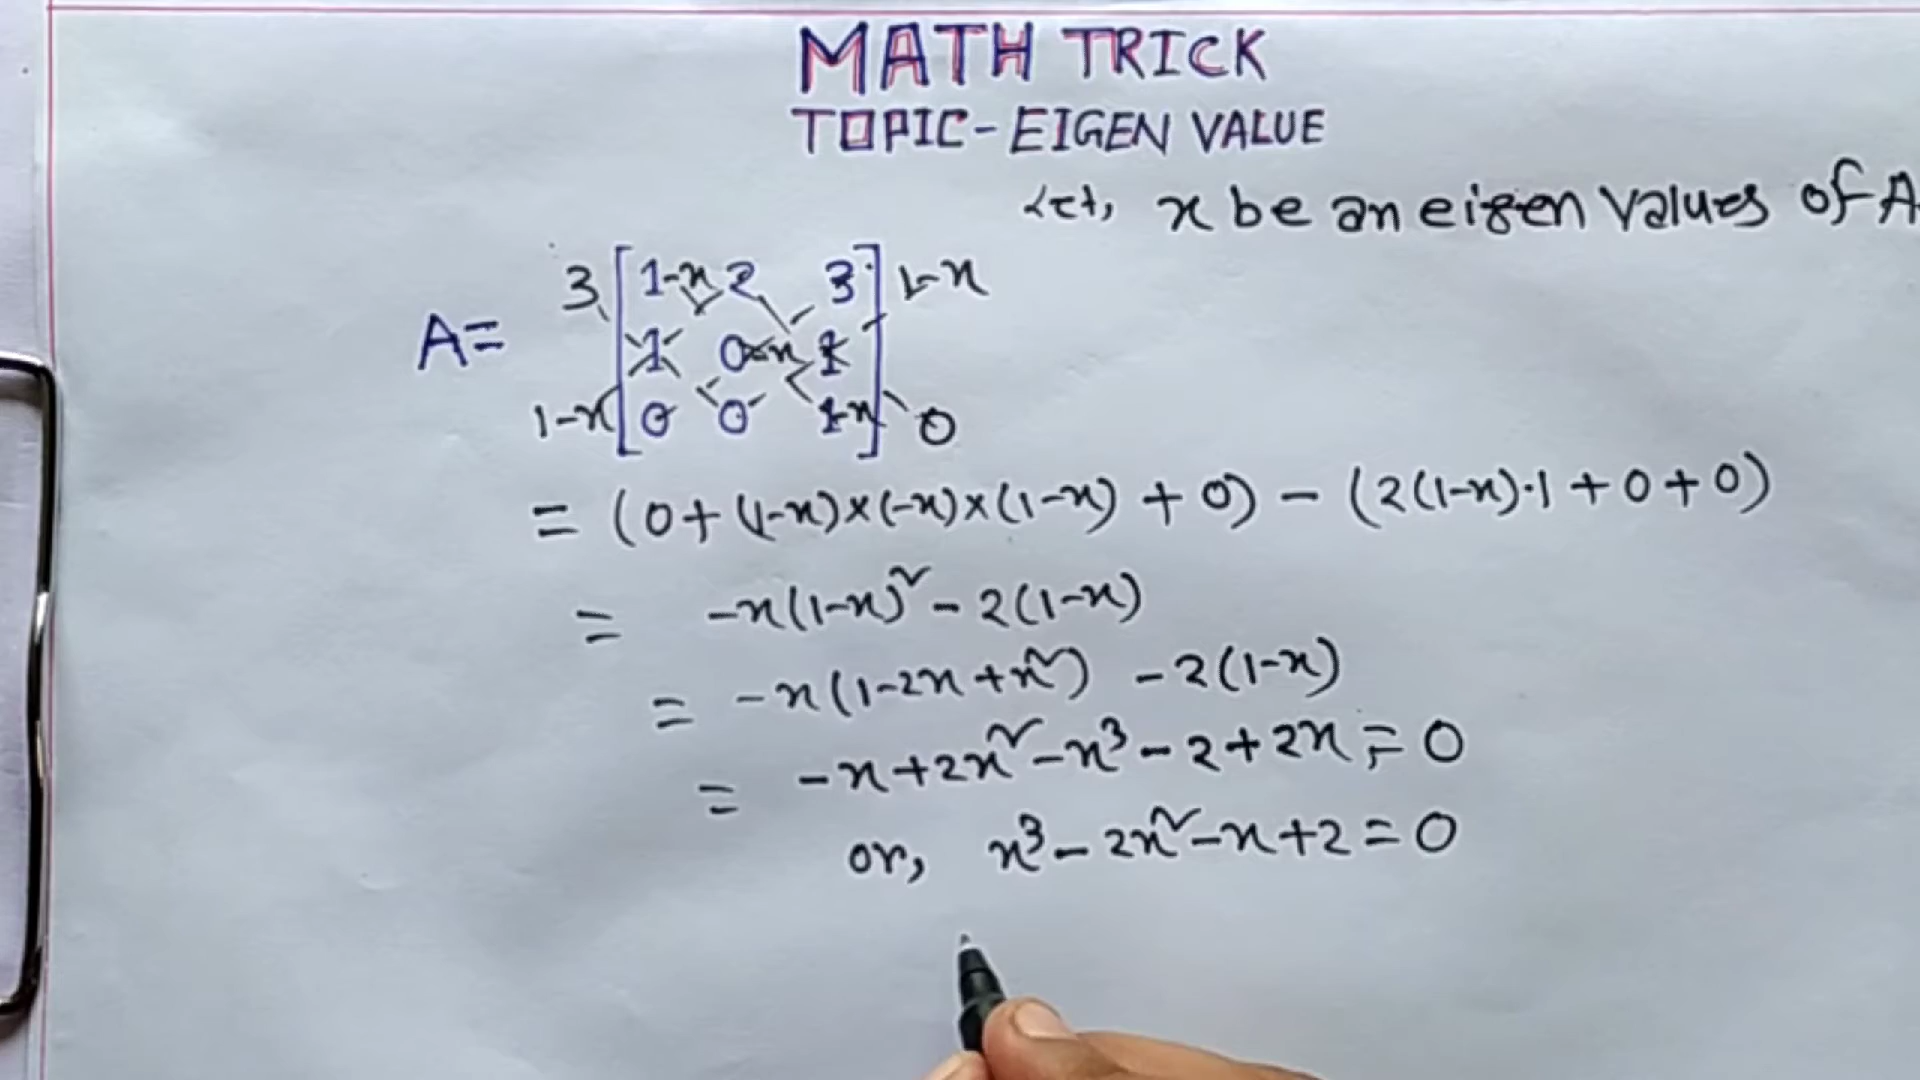 MATH TRICK
TOPIC-EIGEN VALUE
Let, x be an eigen values of A.
3 [ 1-x 2 3 ] 1-x
A= [ 1 0-x 1 ]
1-x [ 0 0 1-x ] 0
= (0+(1-x)×(-x)×(1-x) + 0) - (2(1-x)·1 + 0 + 0)
= -x(1-x)² - 2(1-x)
= -x(1-2x+x²) - 2(1-x)
= -x+2x²-x³-2+2x = 0
or, x³-2x²-x+2=0